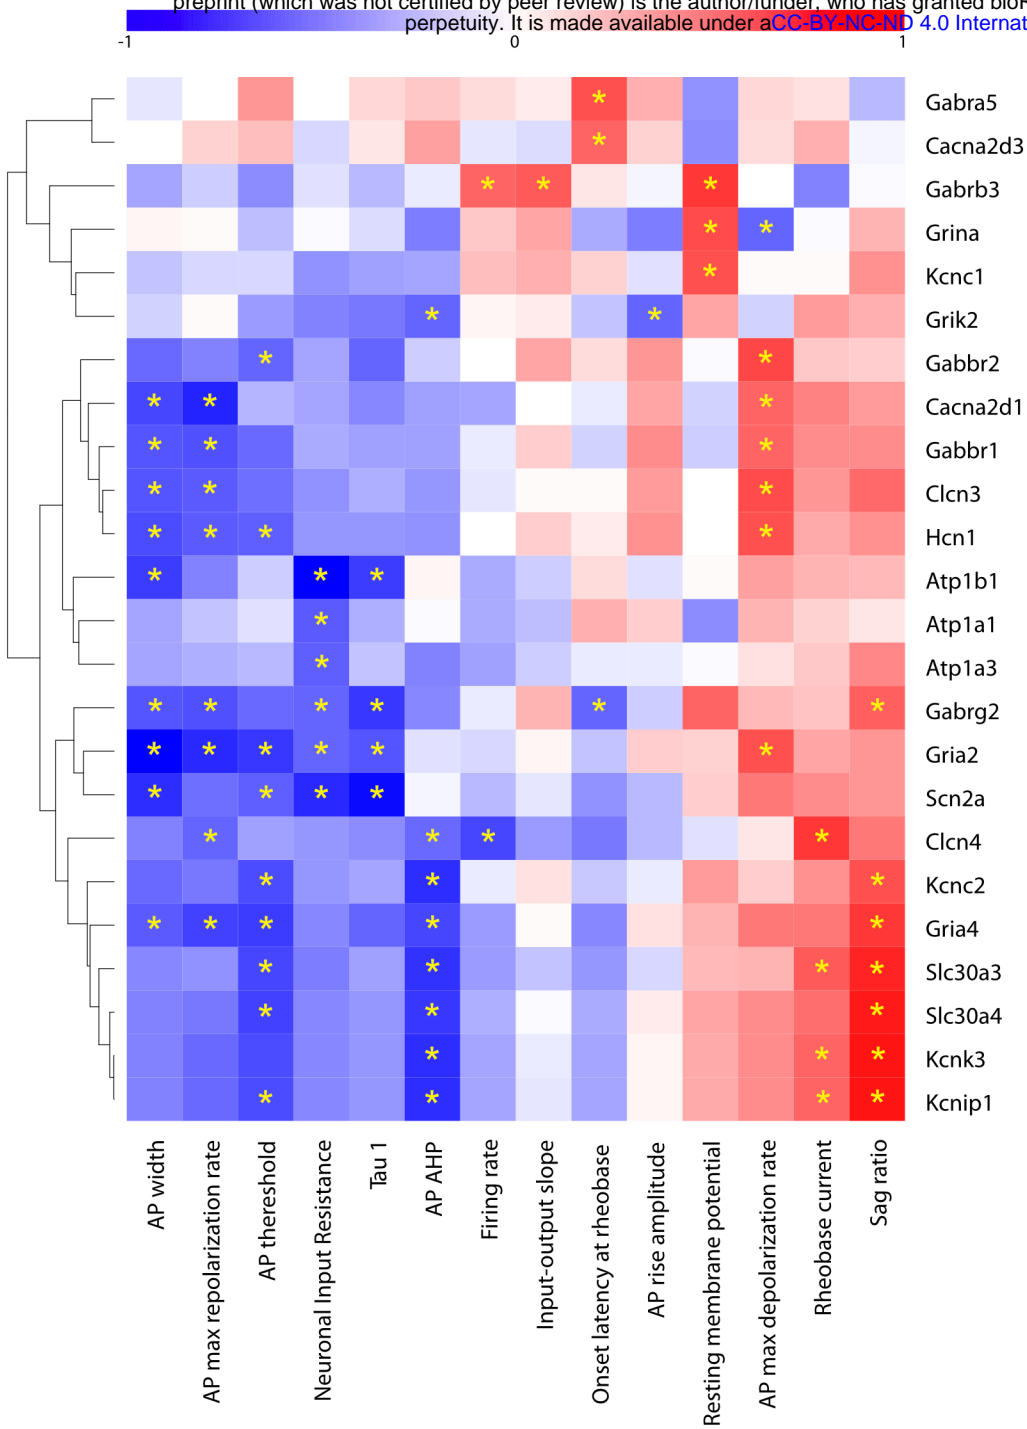 preprint (which was not certified by peer review) is the author/funder, who has granted
perpetuity. It is made available under aCC-BY-NC-ND 4.0
-1 0 1
Gabra5
Cacna2d3
Gabrb3
Grina
Kcnc1
Grik2
Gabbr2
Cacna2d1
Gabbr1
Clcn3
Hcn1
Atp1b1
Atp1a1
Atp1a3
Gabrg2
Gria2
Scn2a
Clcn4
Kcnc2
Gria4
Slc30a3
Slc30a4
Kcnk3
Kcnip1
AP width
AP max repolarization rate
AP thereshold
Neuronal Input Resistance
Tau 1
AP AHP
Firing rate
Input-output slope
Onset latency at rheobase
AP rise amplitude
Resting membrane potential
AP max depolarization rate
Rheobase current
Sag ratio